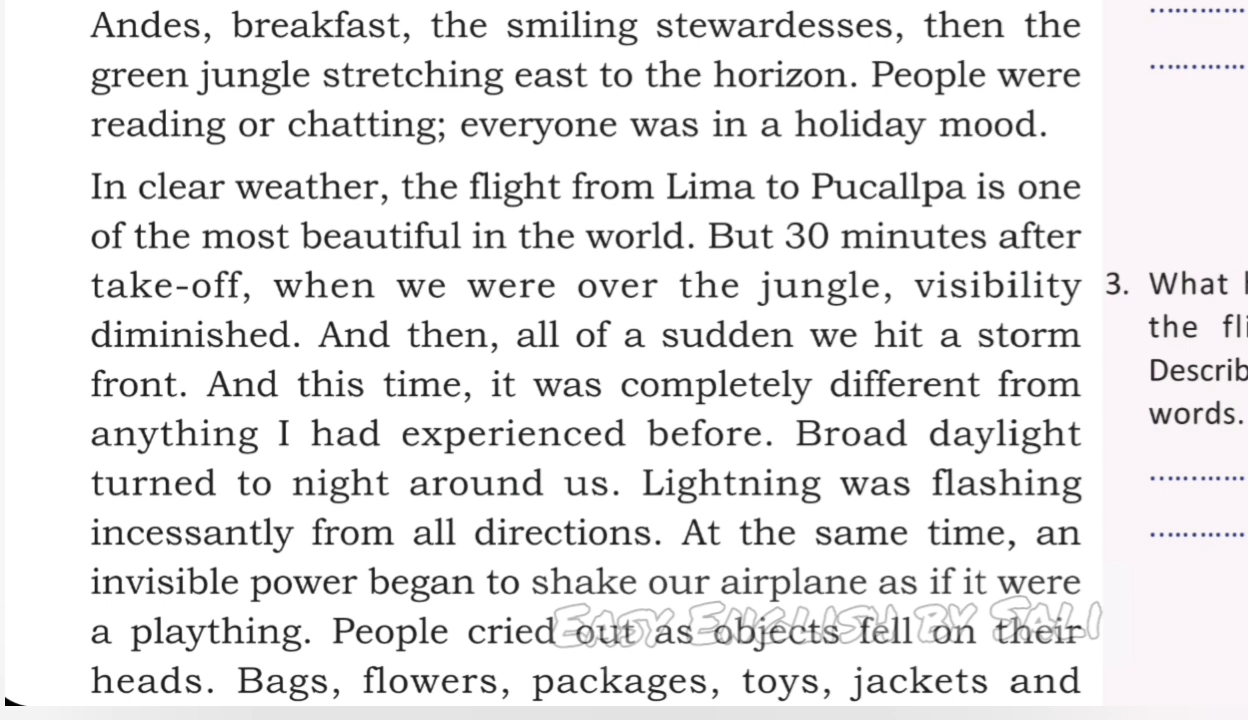 Andes, breakfast, the smiling stewardesses, then the
green jungle stretching east to the horizon. People were
reading or chatting; everyone was in a holiday mood.
In clear weather, the flight from Lima to Pucallpa is one
of the most beautiful in the world. But 30 minutes after
take-off, when we were over the jungle, visibility
diminished. And then, all of a sudden we hit a storm
front. And this time, it was completely different from
anything I had experienced before. Broad daylight
turned to night around us. Lightning was flashing
incessantly from all directions. At the same time, an
invisible power began to shake our airplane as if it were
a plaything. People cried out as objects fell on their
heads. Bags, flowers, packages, toys, jackets and
EASY ENGLISH BY
3. What
the
words.